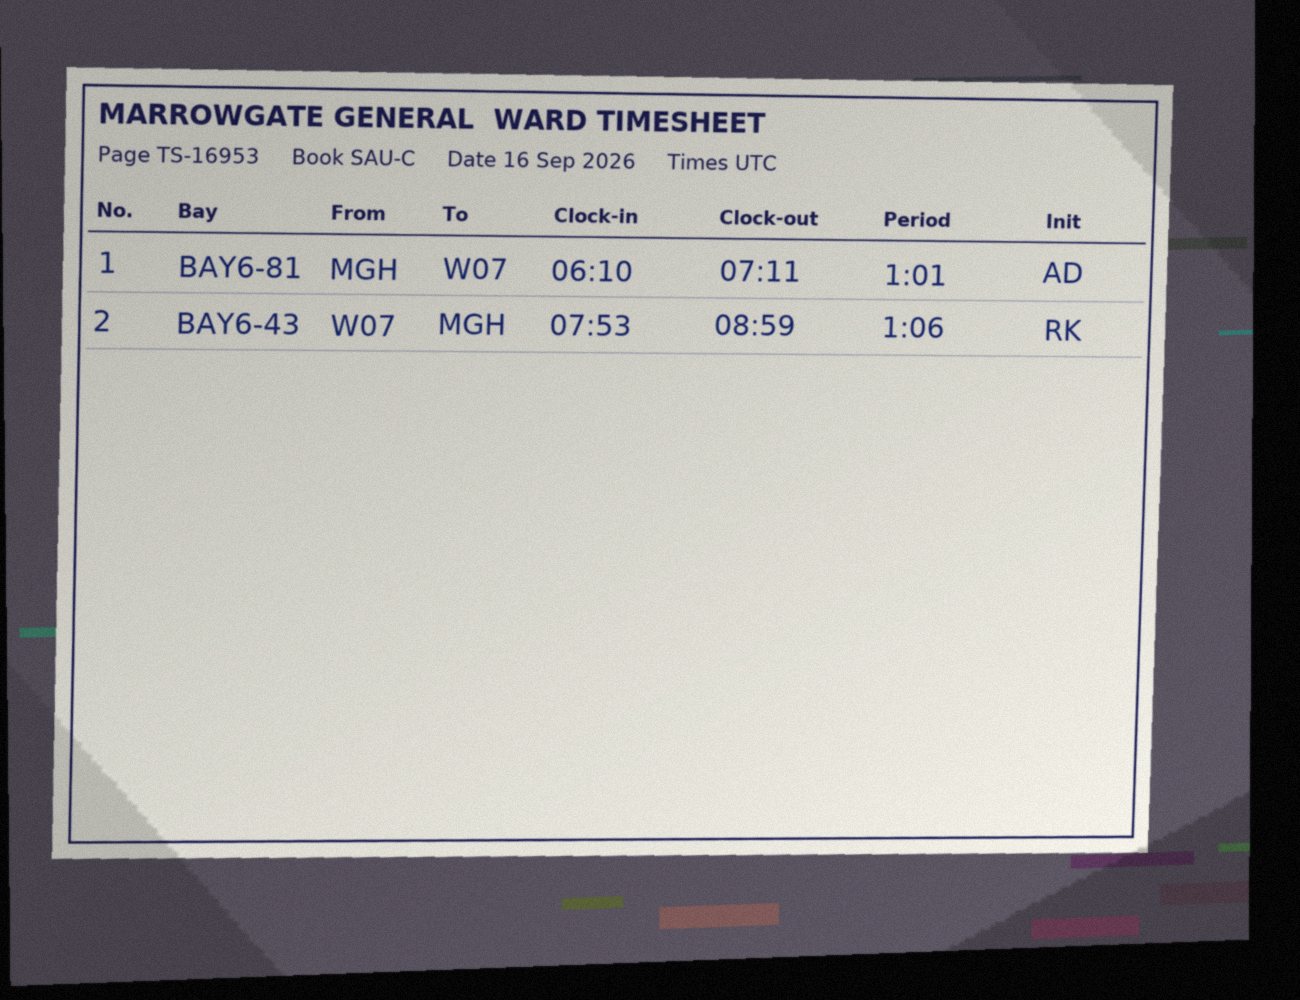 MARROWGATE GENERAL WARD TIMESHEET
Page TS-16953 Book SAU-C Date 16 Sep 2026 Times UTC
No. Bay From To Clock-in Clock-out Period Init
1 BAY6-81 MGH W07 06:10 07:11 1:01 AD
2 BAY6-43 W07 MGH 07:53 08:59 1:06 RK